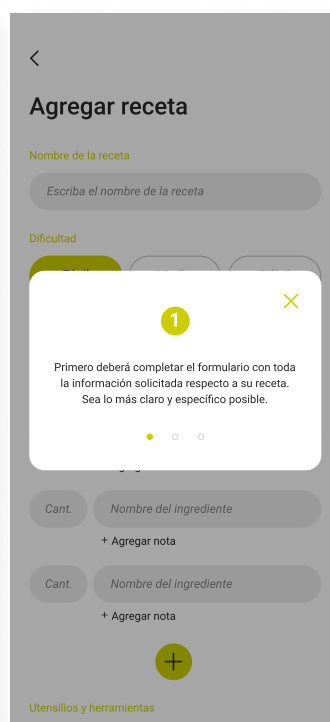 Agregar receta
Nombre de la receta
Escriba el nombre de la receta
Dificultad
1
Primero deberá completar el formulario con toda
la información solicitada respecto a su receta.
Sea lo más claro y específico posible.
Cant. Nombre del ingrediente
+ Agregar nota
Cant. Nombre del ingrediente
+ Agregar nota
+
Utensilios y herramientas